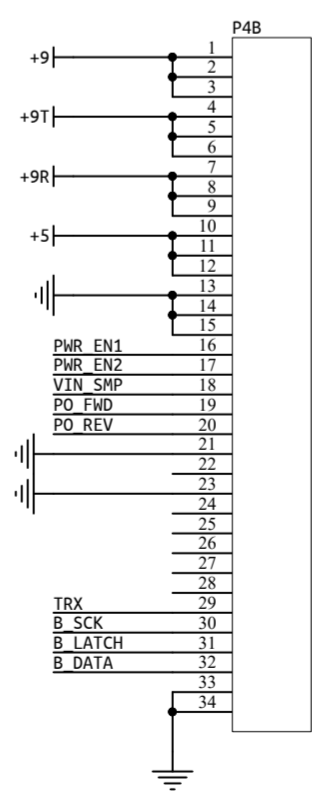 P4B
+9 1
2
3
+9T 4
5
6
+9R 7
8
9
+5 10
11
12
13
14
15
PWR_EN1 16
PWR_EN2 17
VIN_SMP 18
PO_FWD 19
PO_REV 20
21
22
23
24
25
26
27
28
TRX 29
B_SCK 30
B_LATCH 31
B_DATA 32
33
34